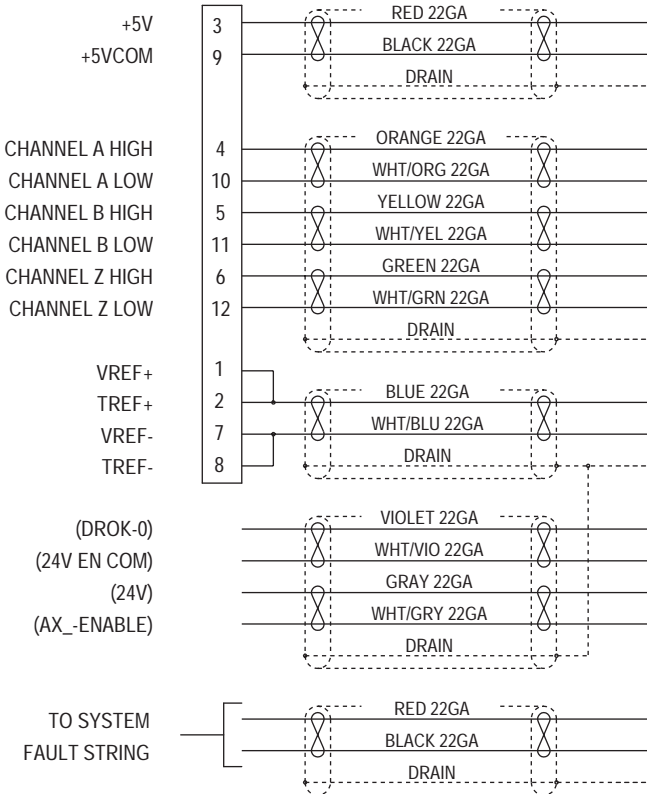 +5V 3 RED 22GA
+5VCOM 9 BLACK 22GA
DRAIN
CHANNEL A HIGH 4 ORANGE 22GA
CHANNEL A LOW 10 WHT/ORG 22GA
CHANNEL B HIGH 5 YELLOW 22GA
CHANNEL B LOW 11 WHT/YEL 22GA
CHANNEL Z HIGH 6 GREEN 22GA
CHANNEL Z LOW 12 WHT/GRN 22GA
DRAIN
VREF+ 1
TREF+ 2 BLUE 22GA
VREF- 7 WHT/BLU 22GA
TREF- 8 DRAIN
(DROK-0) VIOLET 22GA
(24V EN COM) WHT/VIO 22GA
(24V) GRAY 22GA
(AX_-ENABLE) WHT/GRY 22GA
DRAIN
TO SYSTEM RED 22GA
FAULT STRING BLACK 22GA
DRAIN